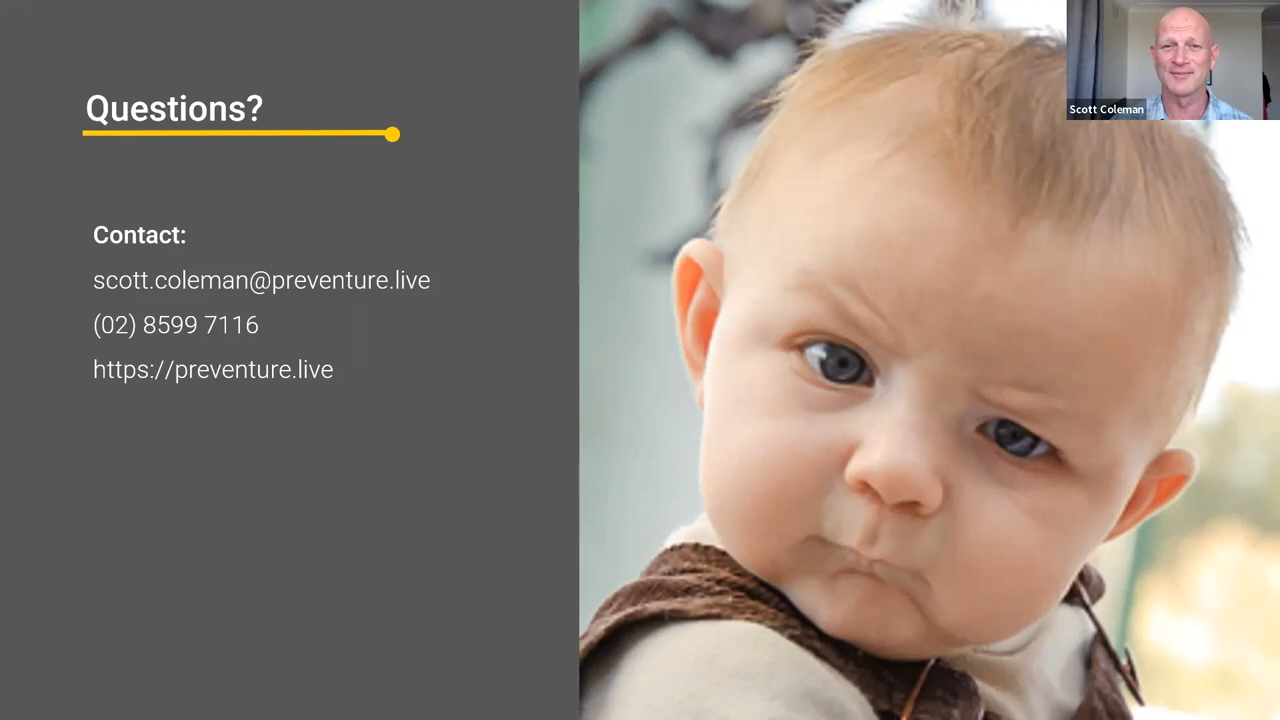 Questions?
Contact:
scott.coleman@preventure.live
(02) 8599 7116
https://preventure.live
Scott Coleman